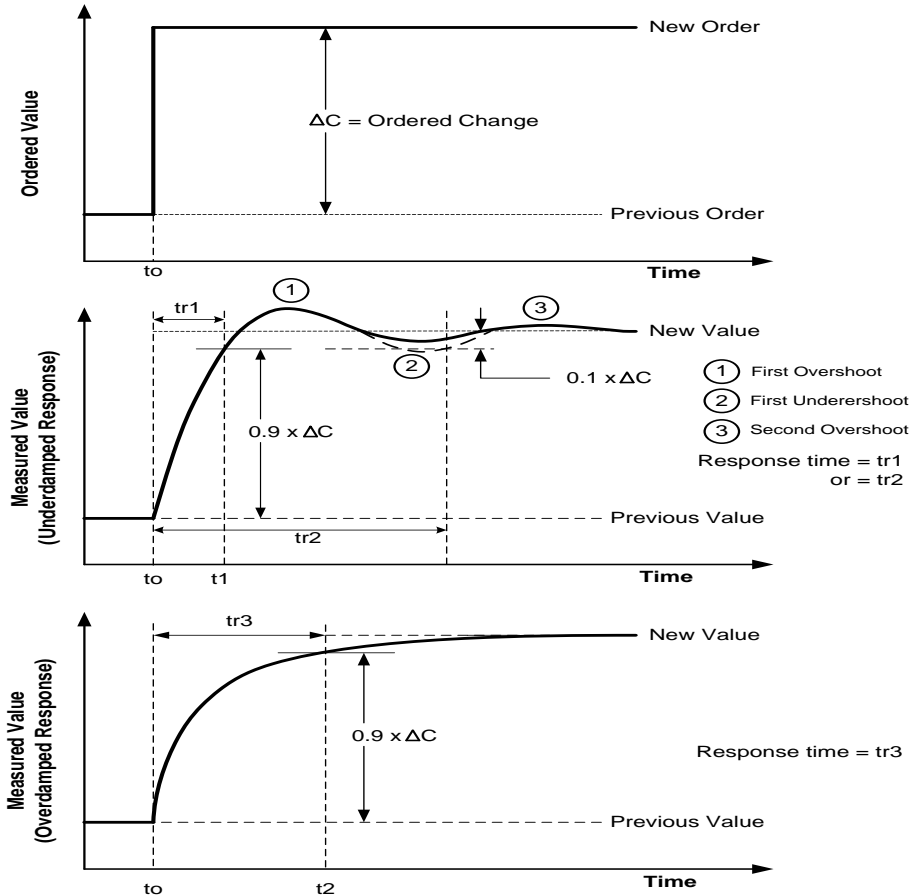 Ordered Value
New Order
ΔC = Ordered Change
Previous Order
to
Time
Measured Value
(Underdamped Response)
tr1
1
3
New Value
2
0.1 x ΔC
0.9 x ΔC
1 First Overshoot
2 First Underershoot
3 Second Overshoot
Response time = tr1
or = tr2
Previous Value
tr2
to
t1
Time
Measured Value
(Overdamped Response)
tr3
New Value
0.9 x ΔC
Response time = tr3
Previous Value
to
t2
Time